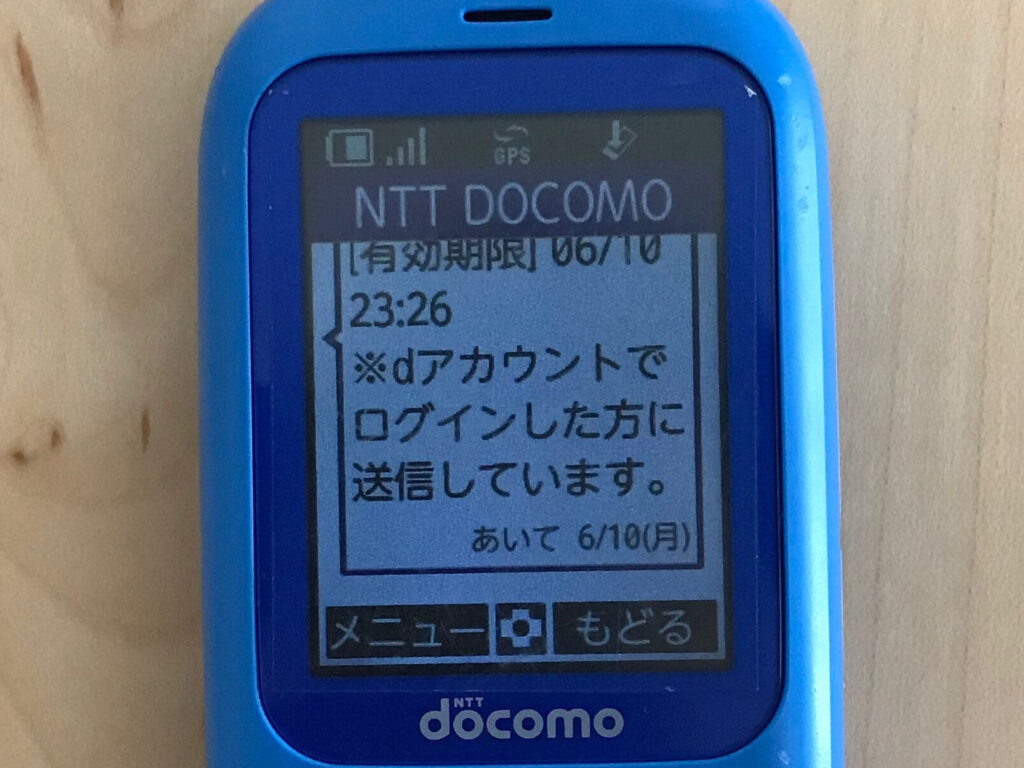 GPS
NTT DOCOMO
[有効期限] 06/10
23:26
※dアカウントで
ログインした方に
送信しています。
あいて 6/10(月)
メニュー もどる
NTT
docomo